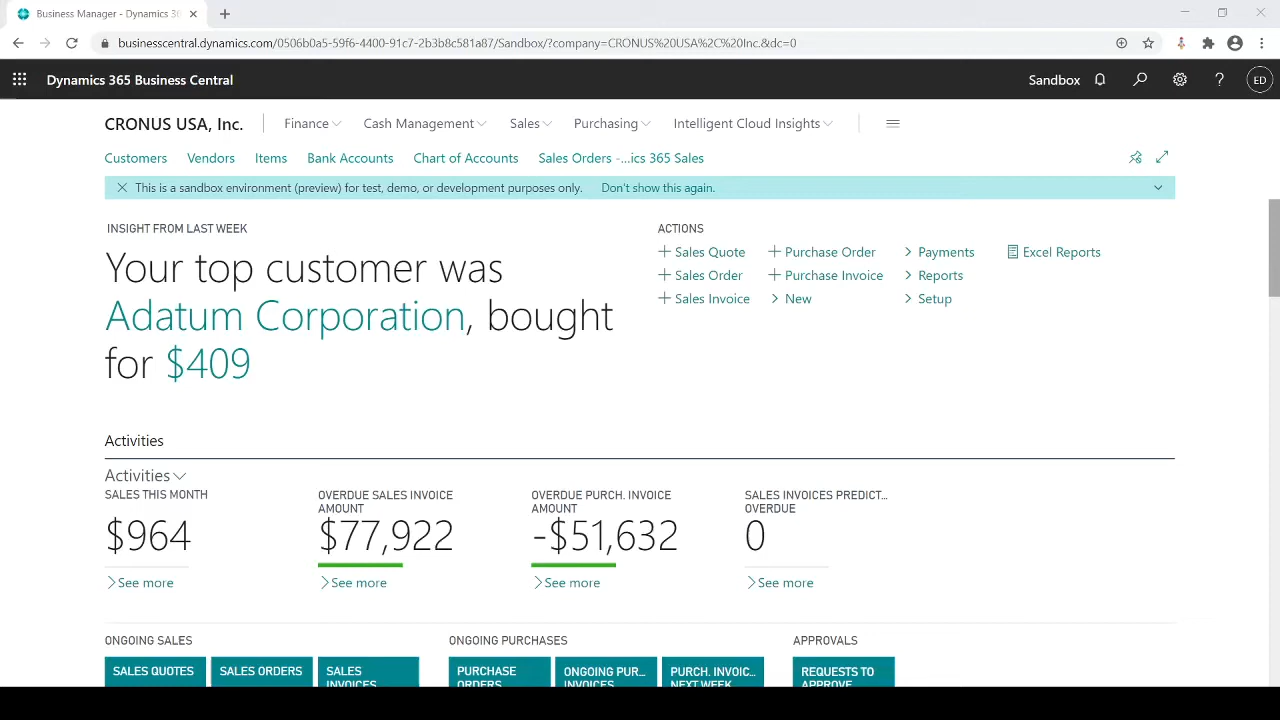 Business Manager - Dynamics 36
businesscentral.dynamics.com/0506b0a5-59f6-4400-91c7-2b3b8c581a87/Sandbox/?company=CRONUS%20USA%2C%20Inc.&dc=0
Dynamics 365 Business Central
Sandbox
?
ED
CRONUS USA, Inc.
Finance
Cash Management
Sales
Purchasing
Intelligent Cloud Insights
Customers
Vendors
Items
Bank Accounts
Chart of Accounts
Sales Orders -...ics 365 Sales
This is a sandbox environment (preview) for test, demo, or development purposes only.
Don't show this again.
INSIGHT FROM LAST WEEK
Your top customer was
Adatum Corporation, bought
for $409
ACTIONS
+ Sales Quote
+ Sales Order
+ Sales Invoice
+ Purchase Order
+ Purchase Invoice
> New
> Payments
> Reports
> Setup
Excel Reports
Activities
Activities
SALES THIS MONTH
$964
>See more
OVERDUE SALES INVOICE
AMOUNT
$77,922
>See more
OVERDUE PURCH. INVOICE
AMOUNT
-$51,632
>See more
SALES INVOICES PREDICT...
OVERDUE
0
>See more
ONGOING SALES
SALES QUOTES
SALES ORDERS
SALES
INVOICES
ONGOING PURCHASES
PURCHASE
ORDERS
ONGOING PUR...
INVOICES
PURCH. INVOIC...
NEXT WEEK
APPROVALS
REQUESTS TO
APPROVE